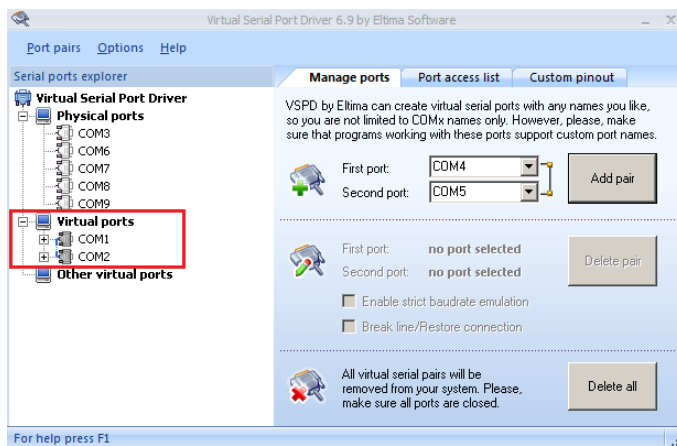 Virtual Serial Port Driver 6.9 by Eltima Software
Port pairs Options Help
Serial ports explorer
Virtual Serial Port Driver
Physical ports
COM3
COM6
COM7
COM8
COM9
Virtual ports
COM1
COM2
Other virtual ports
Manage ports Port access list Custom pinout
VSPD by Eltima can create virtual serial ports with any names you like,
so you are not limited to COMx names only. However, please, make
sure that programs working with these ports support custom port names.
First port: COM4
Second port: COM5
Add pair
First port: no port selected
Second port: no port selected
Delete pair
Enable strict baudrate emulation
Break line/Restore connection
All virtual serial pairs will be
removed from your system. Please,
make sure all ports are closed.
Delete all
For help press F1